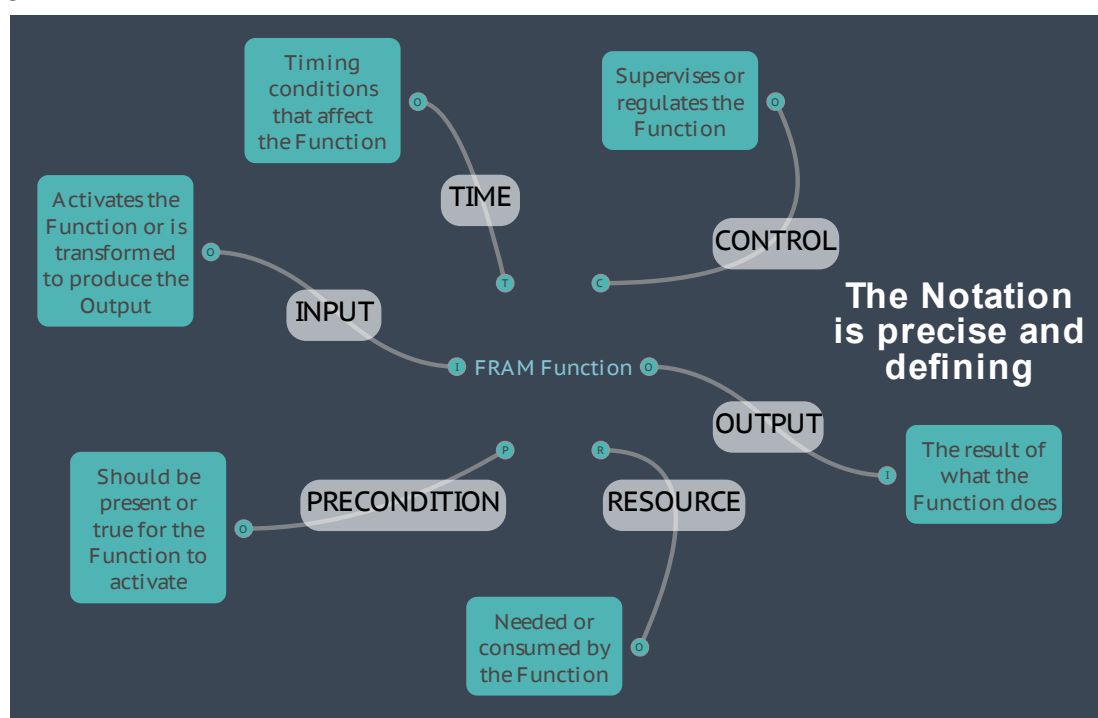 Timing
conditions
that affect
the Function
O
TIME
T
Supervises or
regulates the
Function
O
CONTROL
C
Activates the
Function or is
transformed
to produce the
Output
O
INPUT
I
FRAM Function
O
The Notation
is precise and
defining
OUTPUT
I
The result of
what the
Function does
Should be
present or
true for the
Function to
activate
O
PRECONDITION
P
R
RESOURCE
Needed or
consumed by
the Function
O